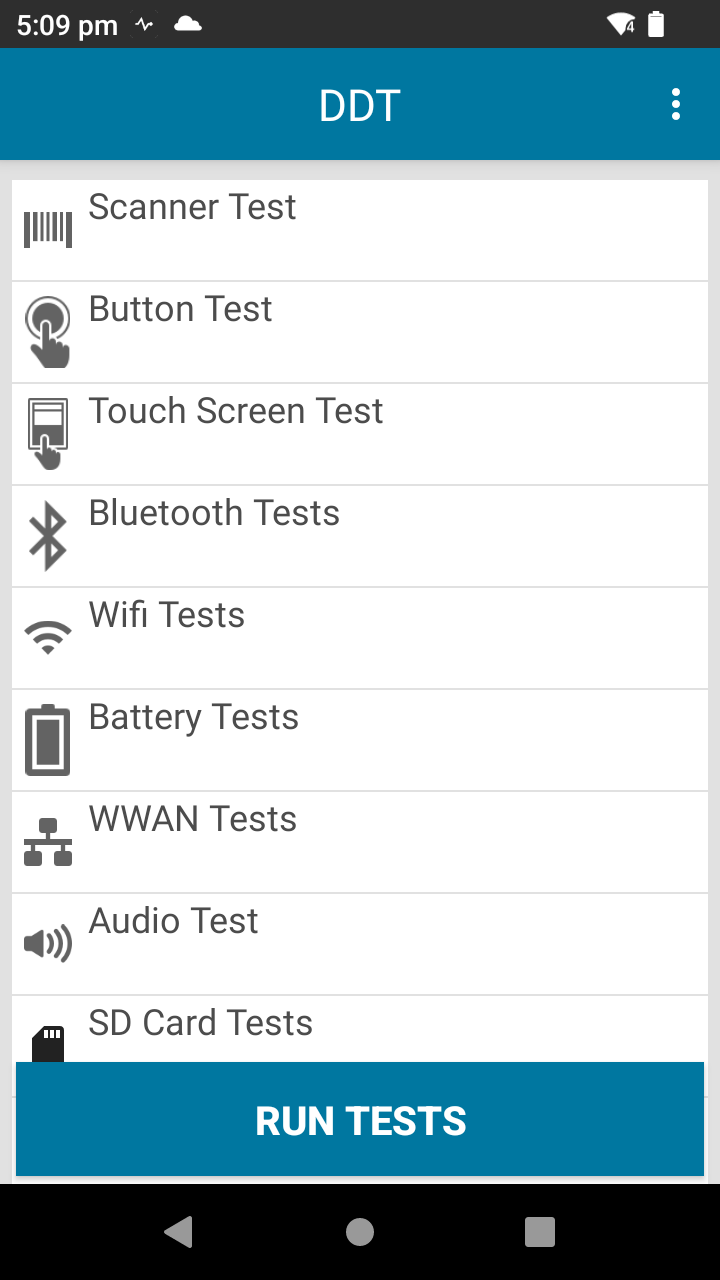 5:09 pm
4
DDT
Scanner Test
Button Test
Touch Screen Test
Bluetooth Tests
Wifi Tests
Battery Tests
WWAN Tests
Audio Test
SD Card Tests
RUN TESTS